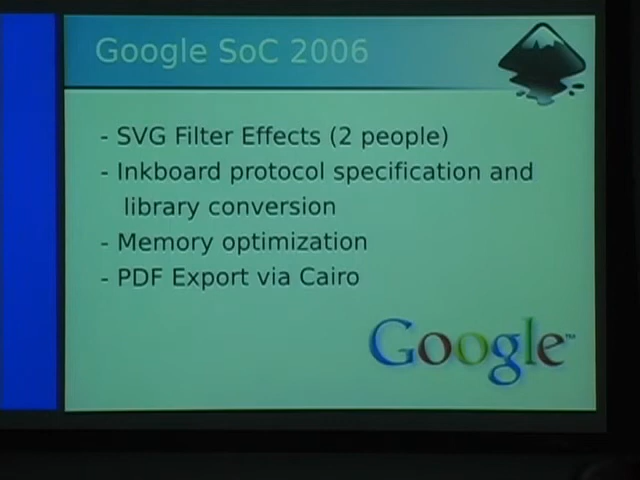 Google SoC 2006
- SVG Filter Effects (2 people)
- Inkboard protocol specification and
library conversion
- Memory optimization
- PDF Export via Cairo
Google™